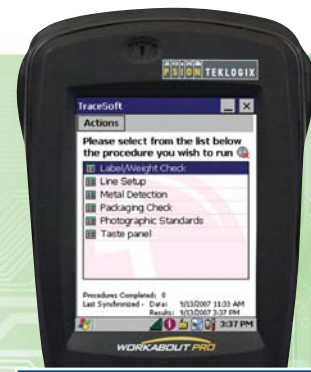 PSION TEKLOGIX
TraceSoft
Actions
Please select from the list below
the procedure you wish to run
Label/Weight Check
Line Setup
Metal Detection
Packaging Check
Photographic Standards
Taste panel
Procedures Completed: 0
Last Synchronized - Data: 9/13/2007 11:33 AM
Results: 9/13/2007 3:37 PM
3:37 PM
WORKABOUT PRO